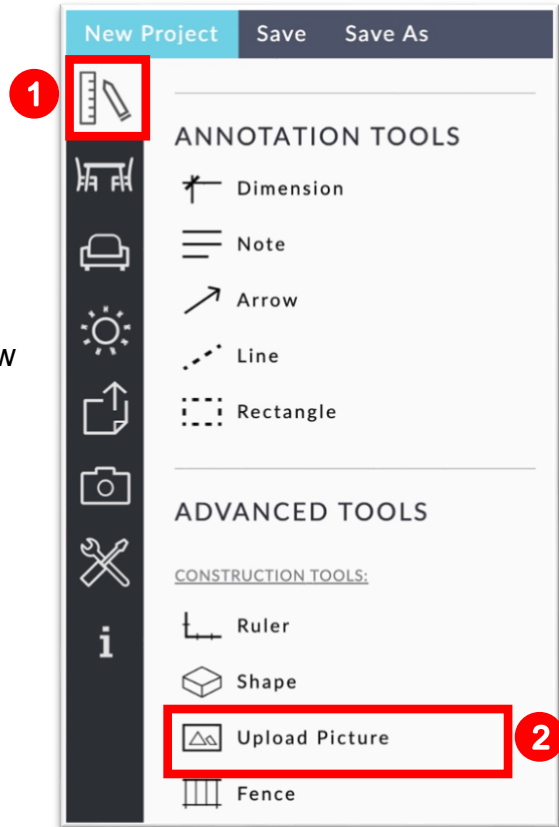 New Project Save Save As
1
ANNOTATION TOOLS
Dimension
Note
Arrow
w
Line
Rectangle
ADVANCED TOOLS
CONSTRUCTION TOOLS:
i
Ruler
Shape
Upload Picture 2
Fence